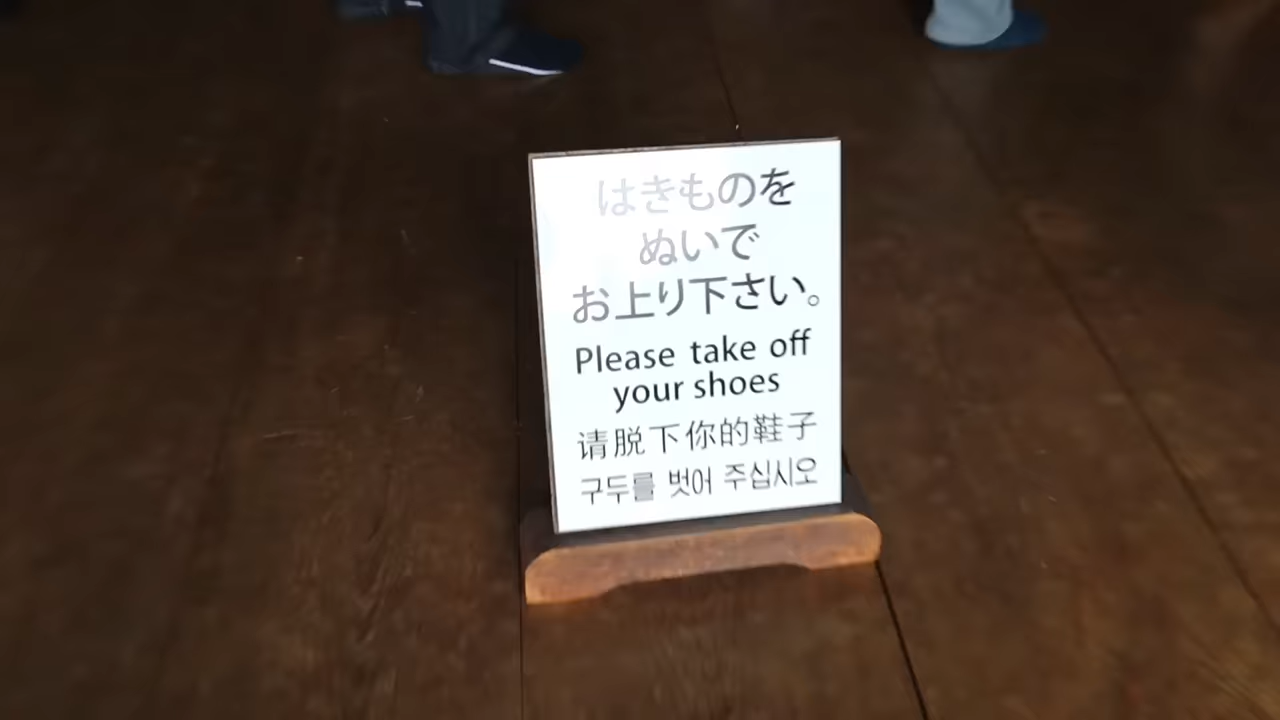 はきものを
ぬいで
お上り下さい。
Please take off
your shoes
请脱下你的鞋子
구두를 벗어 주십시오